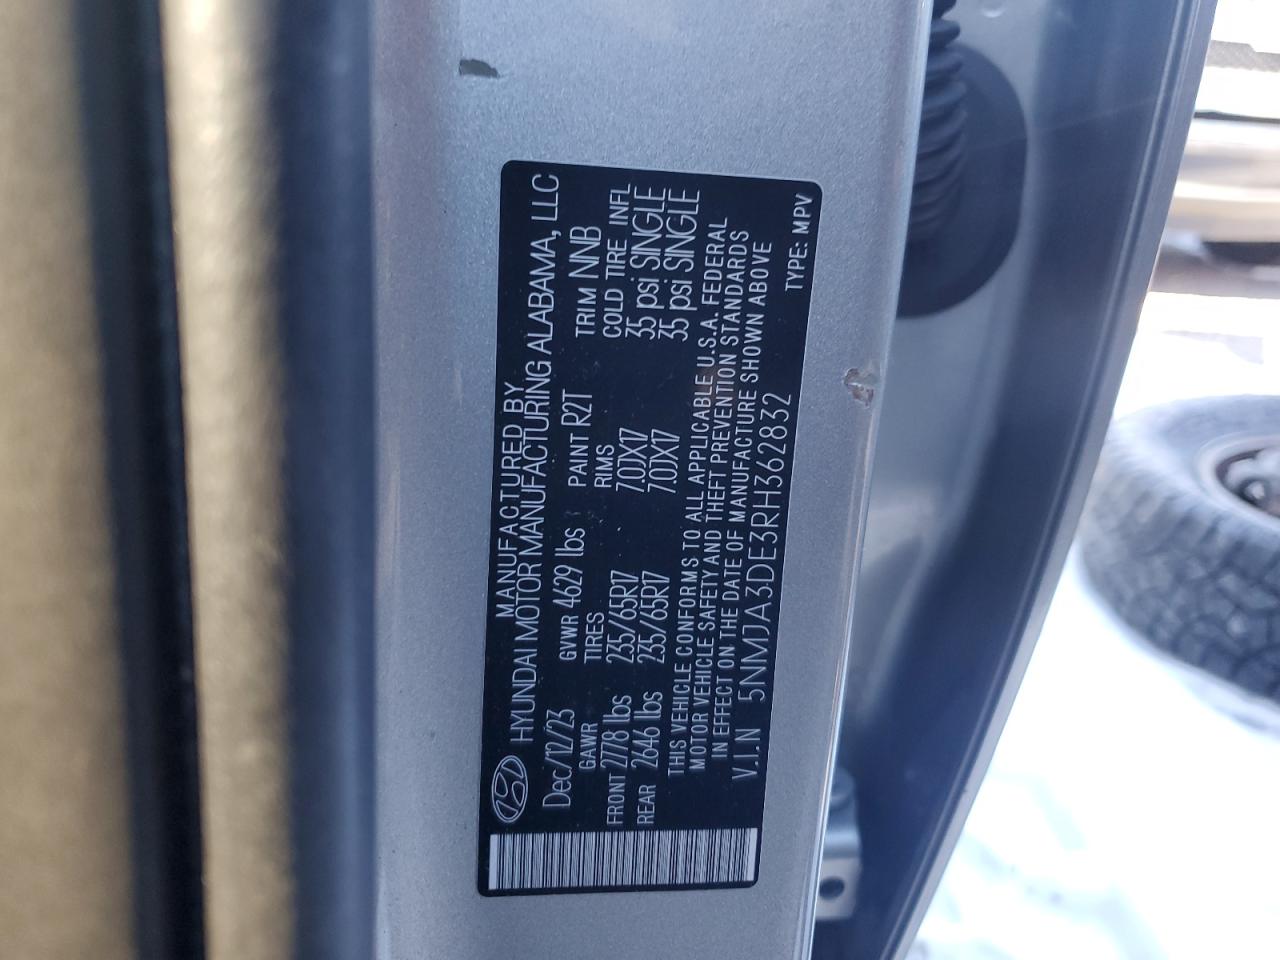 MANUFACTURED BY
HYUNDAI MOTOR MANUFACTURING ALABAMA, LLC
Dec/12/23 GVWR 4629 lbs PAINT R2T TRIM NNB
GAWR TIRES RIMS COLD TIRE INFL
FRONT 2778 lbs 235/65R17 7.0JX17 35 psi SINGLE
REAR 2646 lbs 235/65R17 7.0JX17 35 psi SINGLE
THIS VEHICLE CONFORMS TO ALL APPLICABLE U.S.A. FEDERAL
MOTOR VEHICLE SAFETY AND THEFT PREVENTION STANDARDS
IN EFFECT ON THE DATE OF MANUFACTURE SHOWN ABOVE
V.I.N 5NMJA3DE3RH362832 TYPE: MPV